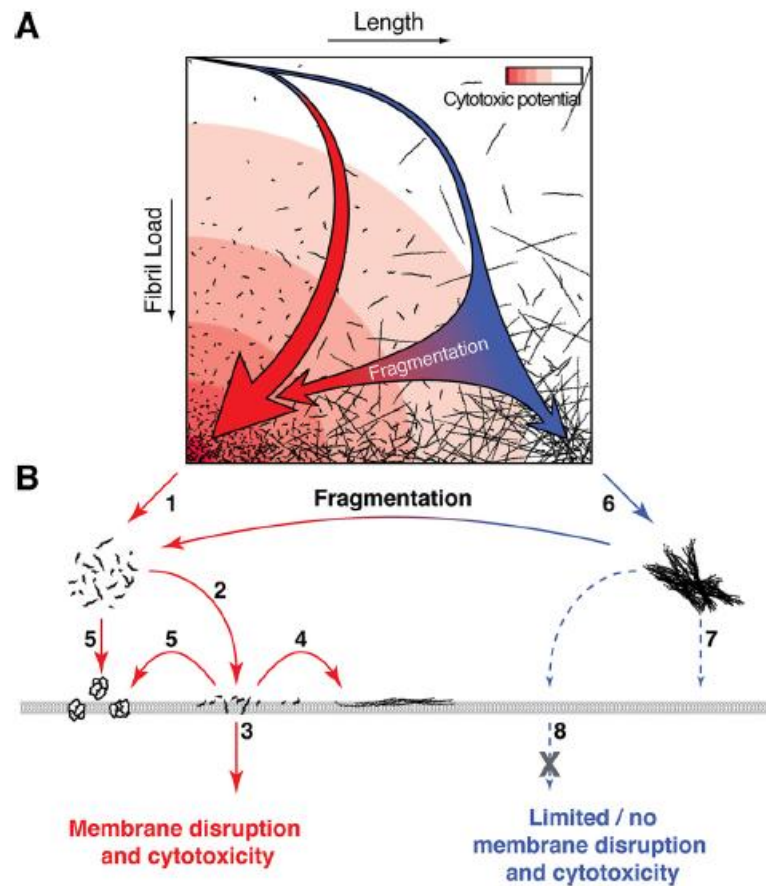 A
Length
Cytotoxic potential
Fibril Load
Fragmentation
B
Fragmentation
1
6
2
5
5
4
7
3
8
X
Membrane disruption
and cytotoxicity
Limited / no
membrane disruption
and cytotoxicity